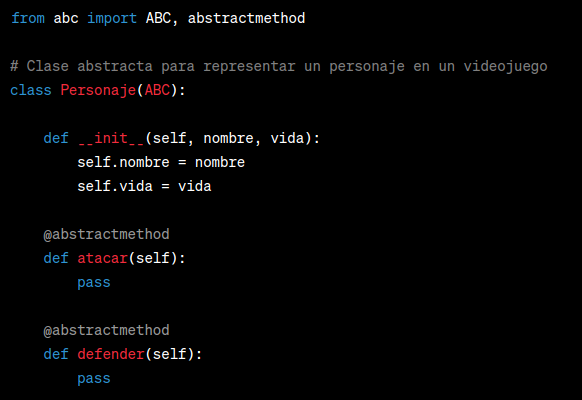 from abc import ABC, abstractmethod
# Clase abstracta para representar un personaje en un videojuego
class Personaje(ABC):
    def __init__(self, nombre, vida):
        self.nombre = nombre
        self.vida = vida
    @abstractmethod
    def atacar(self):
        pass
    @abstractmethod
    def defender(self):
        pass